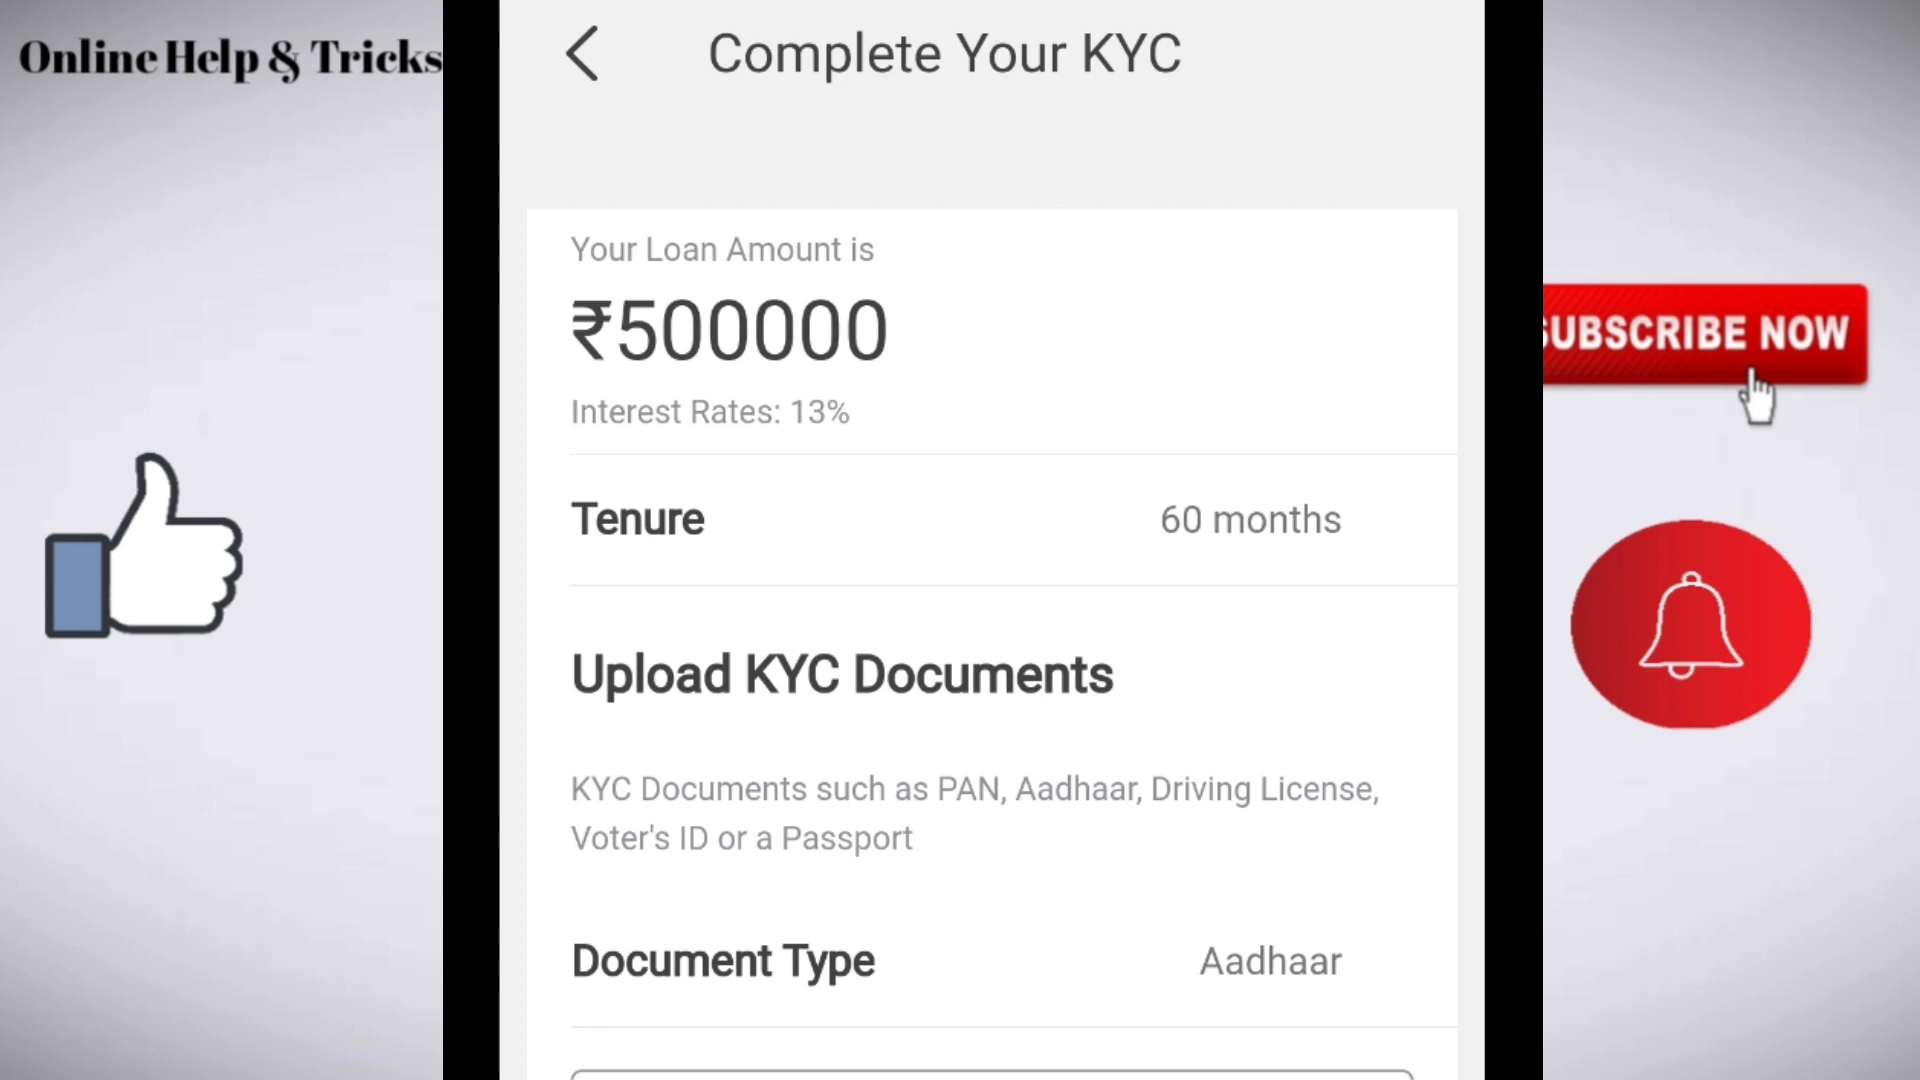 Online Help & Tricks
Complete Your KYC
Your Loan Amount is
₹500000
Interest Rates: 13%
Tenure 60 months
Upload KYC Documents
KYC Documents such as PAN, Aadhaar, Driving License,
Voter's ID or a Passport
Document Type Aadhaar
SUBSCRIBE NOW